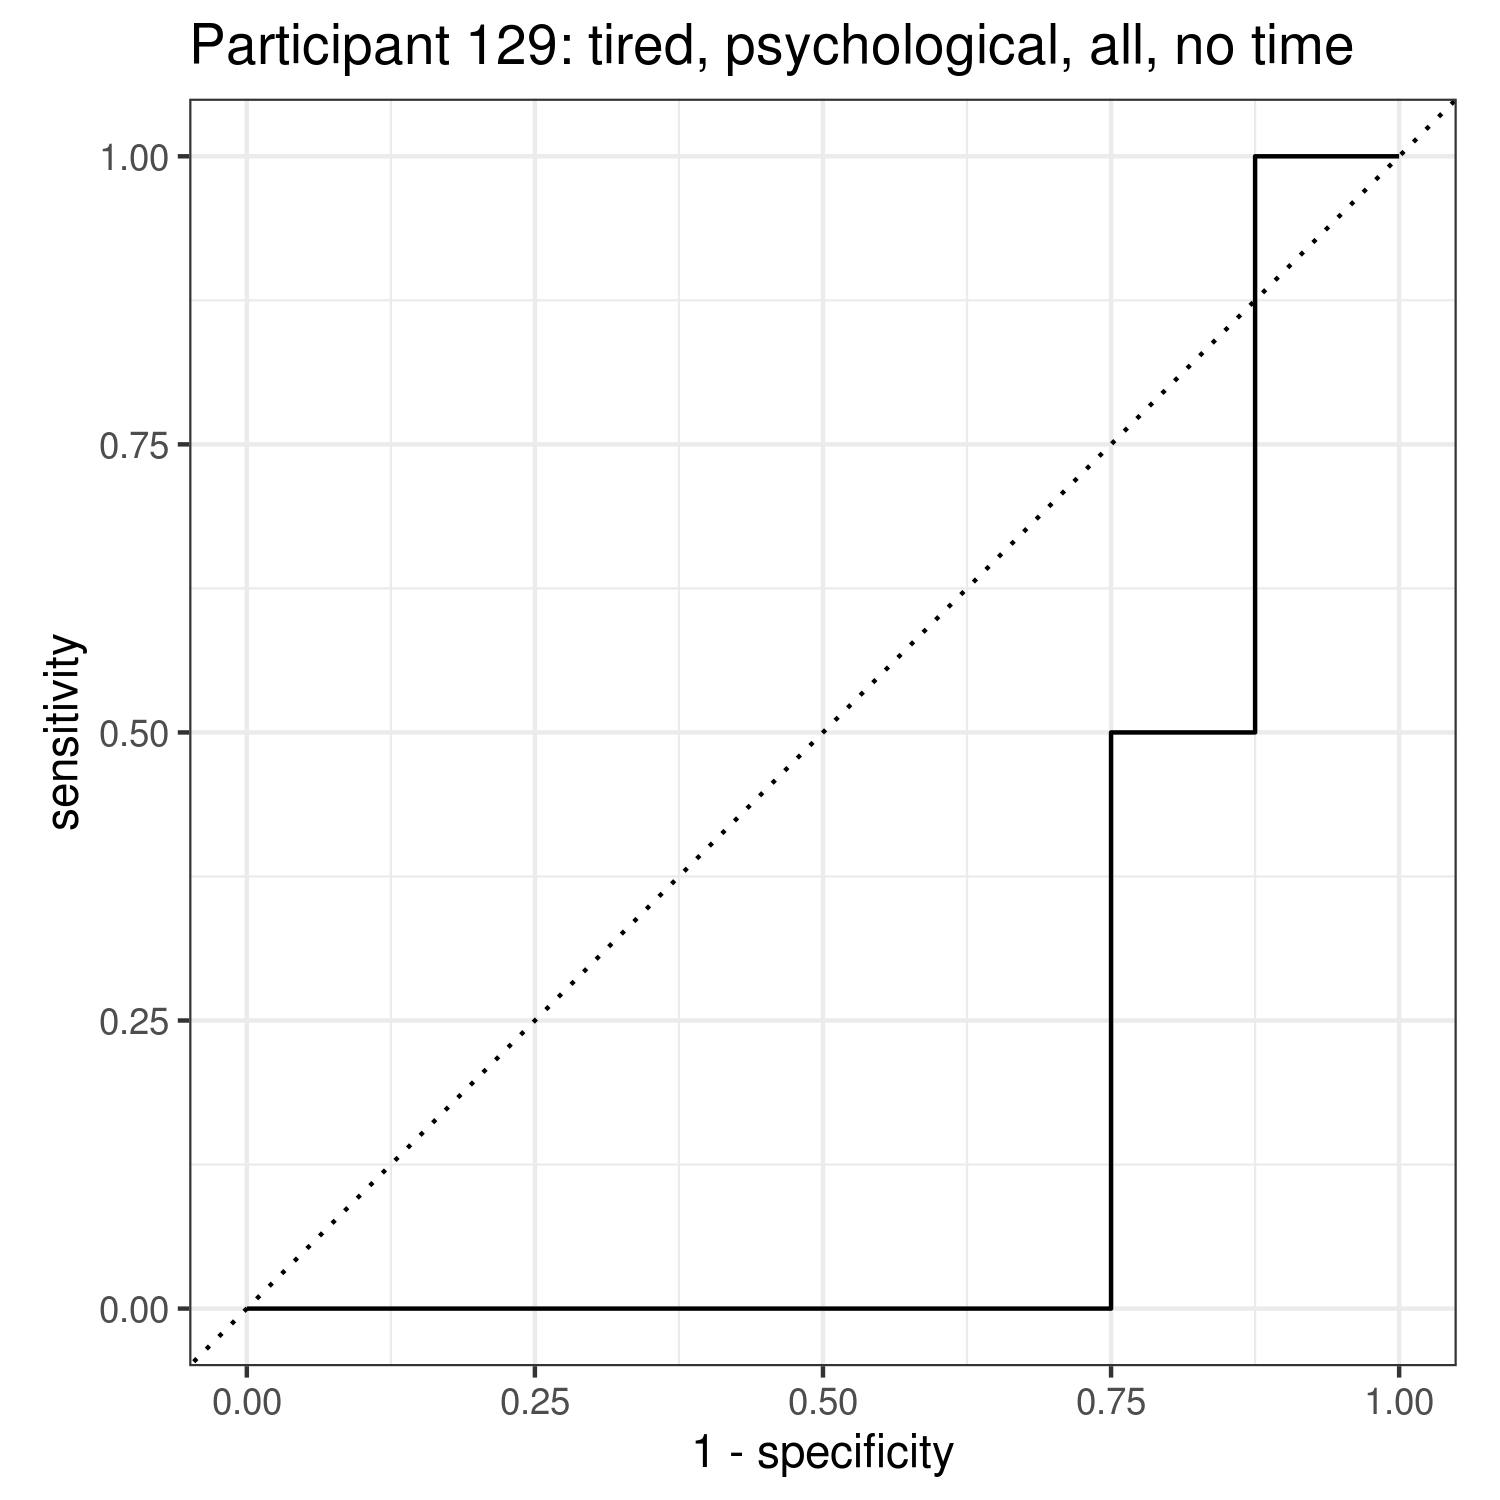 Participant 129: tired, psychological, all, no time
1.00
0.75
0.50
0.25
0.00
sensitivity
0.00 0.25 0.50 0.75 1.00
1 - specificity